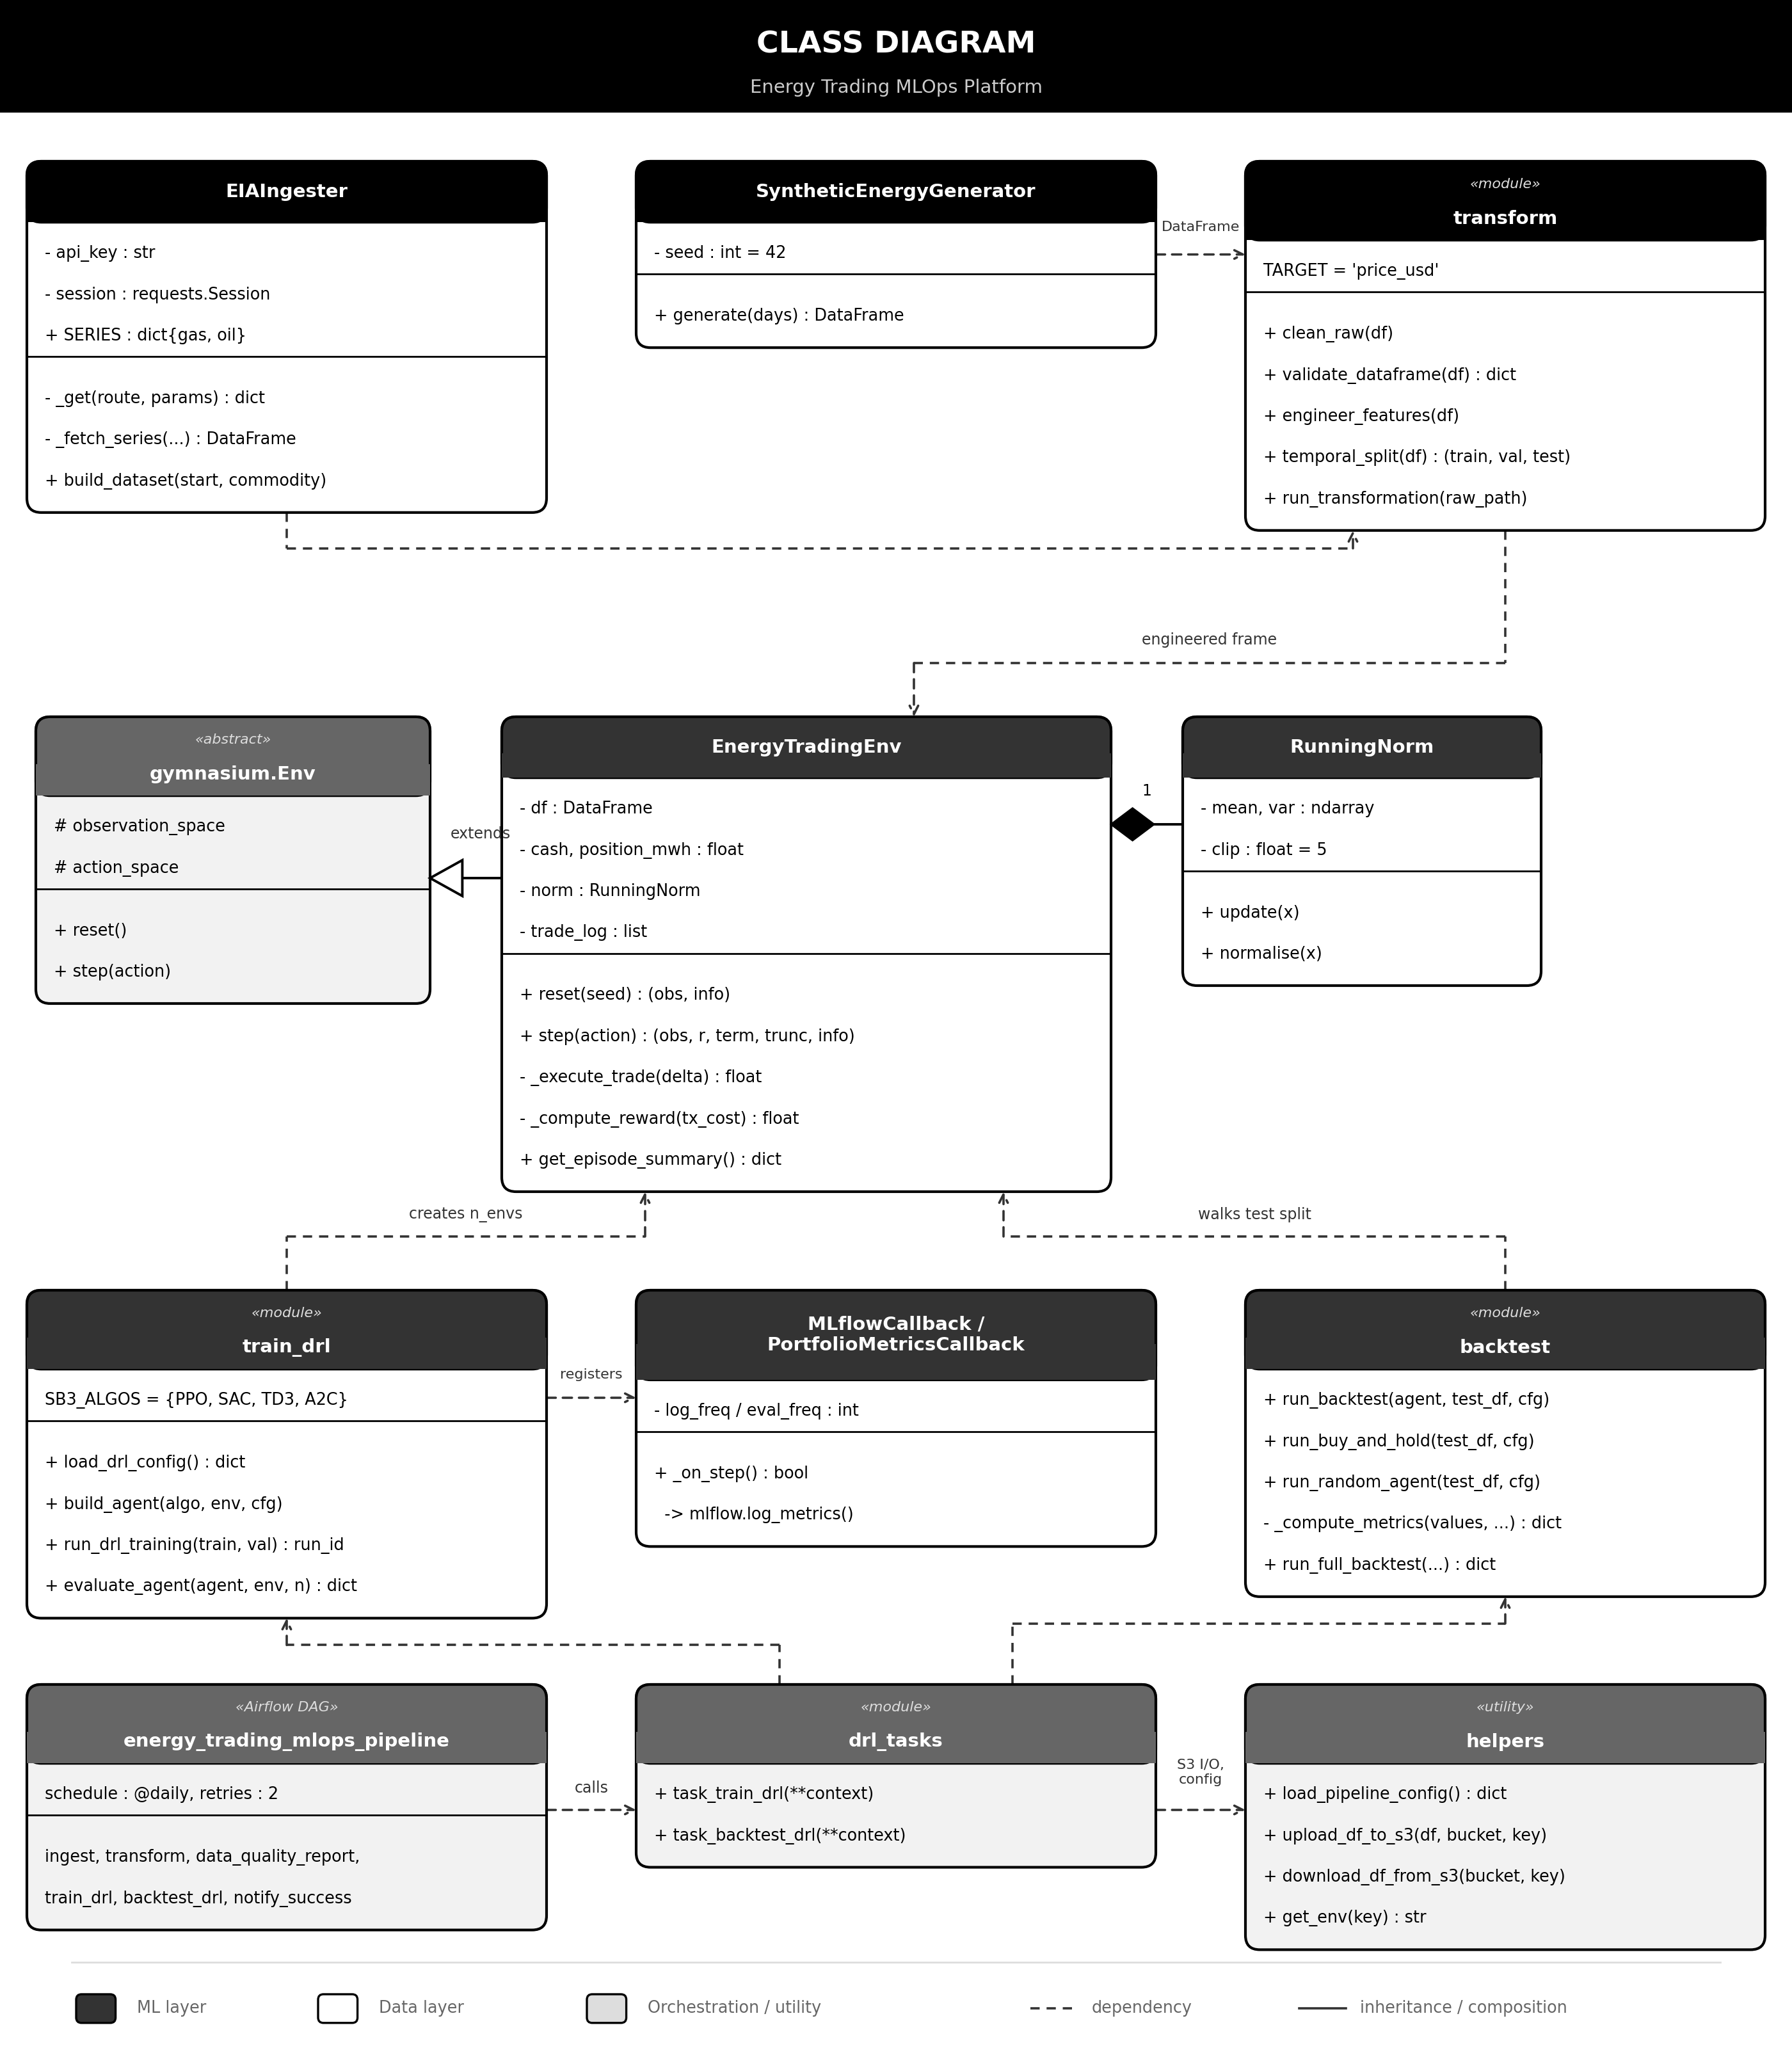 CLASS DIAGRAM
Energy Trading MLOps Platform
EIAIngester
- api_key : str
- session : requests.Session
+ SERIES : dict{gas, oil}
- _get(route, params) : dict
- _fetch_series(...) : DataFrame
+ build_dataset(start, commodity)
SyntheticEnergyGenerator
- seed : int = 42
+ generate(days) : DataFrame
DataFrame
«module»
transform
TARGET = 'price_usd'
+ clean_raw(df)
+ validate_dataframe(df) : dict
+ engineer_features(df)
+ temporal_split(df) : (train, val, test)
+ run_transformation(raw_path)
engineered frame
«abstract»
gymnasium.Env
# observation_space
# action_space
+ reset()
+ step(action)
extends
EnergyTradingEnv
- df : DataFrame
- cash, position_mwh : float
- norm : RunningNorm
- trade_log : list
+ reset(seed) : (obs, info)
+ step(action) : (obs, r, term, trunc, info)
- _execute_trade(delta) : float
- _compute_reward(tx_cost) : float
+ get_episode_summary() : dict
1
RunningNorm
- mean, var : ndarray
- clip : float = 5
+ update(x)
+ normalise(x)
creates n_envs
walks test split
«module»
train_drl
SB3_ALGOS = {PPO, SAC, TD3, A2C}
+ load_drl_config() : dict
+ build_agent(algo, env, cfg)
+ run_drl_training(train, val) : run_id
+ evaluate_agent(agent, env, n) : dict
registers
MLflowCallback /
PortfolioMetricsCallback
- log_freq / eval_freq : int
+ _on_step() : bool
-> mlflow.log_metrics()
«module»
backtest
+ run_backtest(agent, test_df, cfg)
+ run_buy_and_hold(test_df, cfg)
+ run_random_agent(test_df, cfg)
- _compute_metrics(values, ...) : dict
+ run_full_backtest(...) : dict
«Airflow DAG»
energy_trading_mlops_pipeline
schedule : @daily, retries : 2
ingest, transform, data_quality_report,
train_drl, backtest_drl, notify_success
calls
«module»
drl_tasks
+ task_train_drl(**context)
+ task_backtest_drl(**context)
S3 I/O,
config
«utility»
helpers
+ load_pipeline_config() : dict
+ upload_df_to_s3(df, bucket, key)
+ download_df_from_s3(bucket, key)
+ get_env(key) : str
ML layer
Data layer
Orchestration / utility
dependency
inheritance / composition